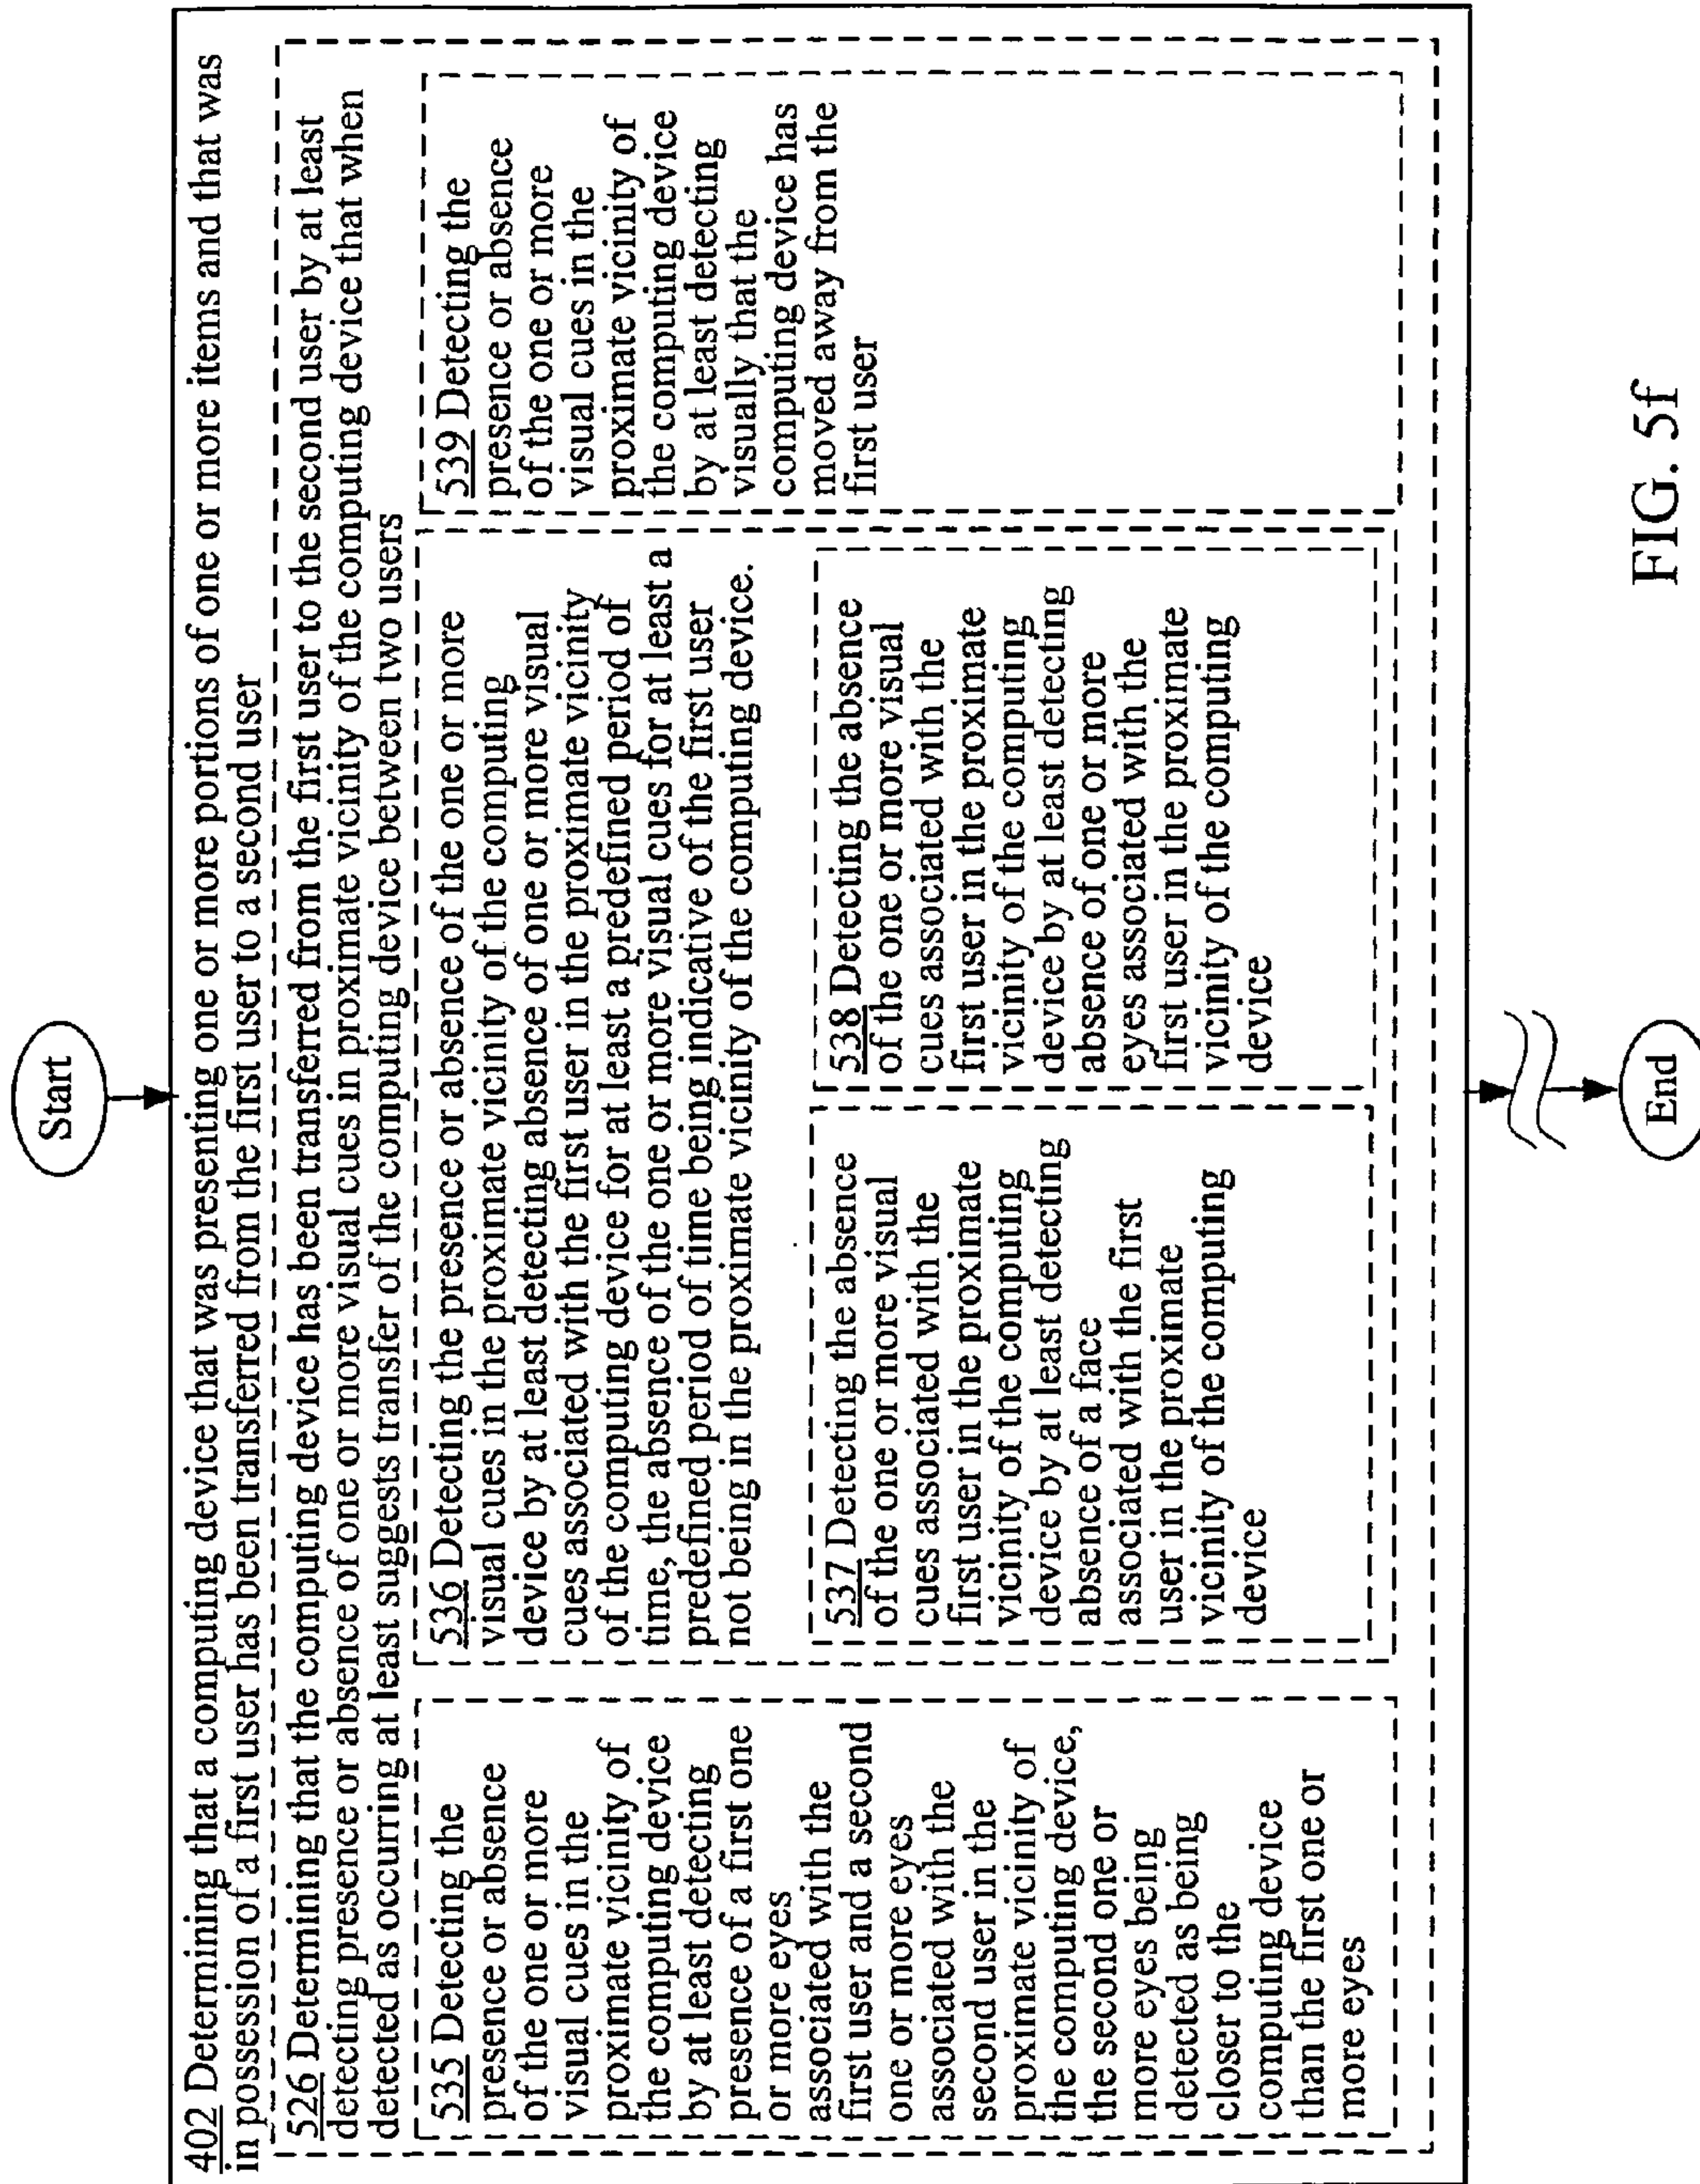 Start
402 Determining that a computing device that was presenting one or more portions of one or more items and that was
in possession of a first user has been transferred from the first user to a second user
526 Determining that the computing device has been transferred from the first user to the second user by at least
detecting presence or absence of one or more visual cues in proximate vicinity of the computing device that when
detected as occurring at least suggests transfer of the computing device between two users
535 Detecting the
presence or absence
of the one or more
visual cues in the
proximate vicinity of
the computing device
by at least detecting
presence of a first one
or more eyes
associated with the
first user and a second
one or more eyes
associated with the
second user in the
proximate vicinity of
the computing device,
the second one or
more eyes being
detected as being
closer to the
computing device
than the first one or
more eyes
536 Detecting the presence or absence of the one or more
visual cues in the proximate vicinity of the computing
device by at least detecting absence of one or more visual
cues associated with the first user in the proximate vicinity
of the computing device for at least a predefined period of
time, the absence of the one or more visual cues for at least a
predefined period of time being indicative of the first user
not being in the proximate vicinity of the computing device.
537 Detecting the absence
of the one or more visual
cues associated with the
first user in the proximate
vicinity of the computing
device by at least detecting
absence of a face
associated with the first
user in the proximate
vicinity of the computing
device
538 Detecting the absence
of the one or more visual
cues associated with the
first user in the proximate
vicinity of the computing
device by at least detecting
absence of one or more
eyes associated with the
first user in the proximate
vicinity of the computing
device
539 Detecting the
presence or absence
of the one or more
visual cues in the
proximate vicinity of
the computing device
by at least detecting
visually that the
computing device has
moved away from the
first user
End
FIG. 5f